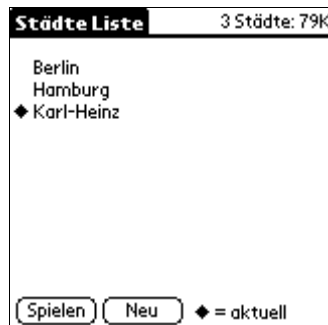 Städte Liste 3 Städte: 79K
Berlin
Hamburg
◆ Karl-Heinz
Spielen Neu ◆ = aktuell